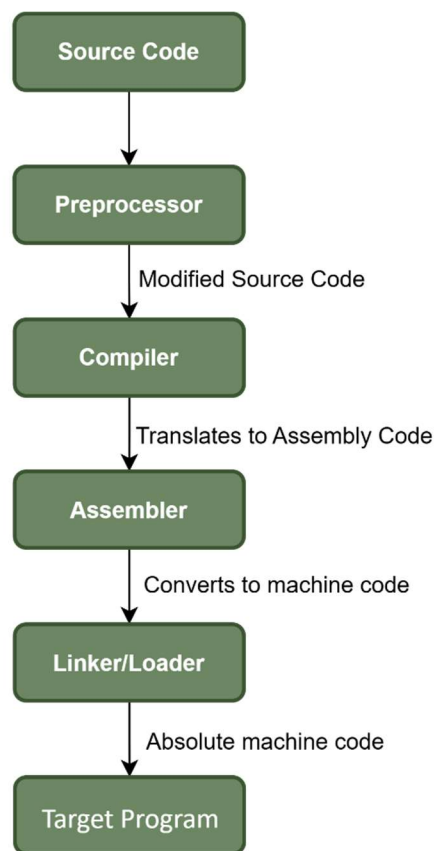 Source Code
Preprocessor
Modified Source Code
Compiler
Translates to Assembly Code
Assembler
Converts to machine code
Linker/Loader
Absolute machine code
Target Program